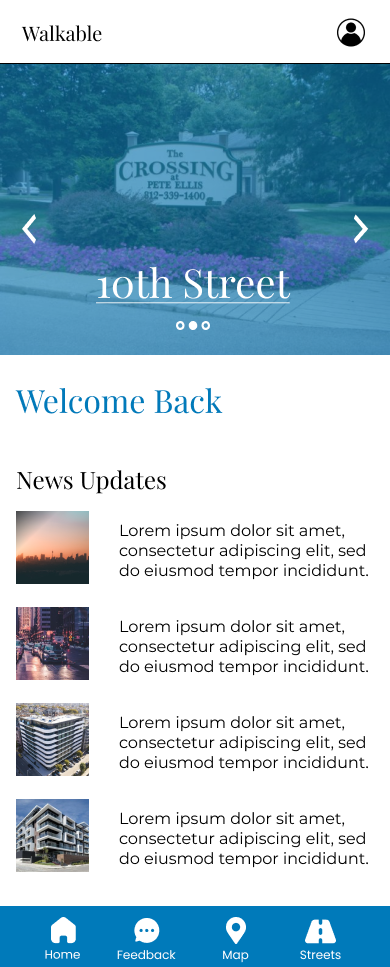 Walkable
The
CROSSING
at
PETE ELLIS
812-339-1400
10th Street
Welcome Back
News Updates
Lorem ipsum dolor sit amet,
consectetur adipiscing elit, sed
do eiusmod tempor incididunt.
Lorem ipsum dolor sit amet,
consectetur adipiscing elit, sed
do eiusmod tempor incididunt.
Lorem ipsum dolor sit amet,
consectetur adipiscing elit, sed
do eiusmod tempor incididunt.
Lorem ipsum dolor sit amet,
consectetur adipiscing elit, sed
do eiusmod tempor incididunt.
Home Feedback Map Streets